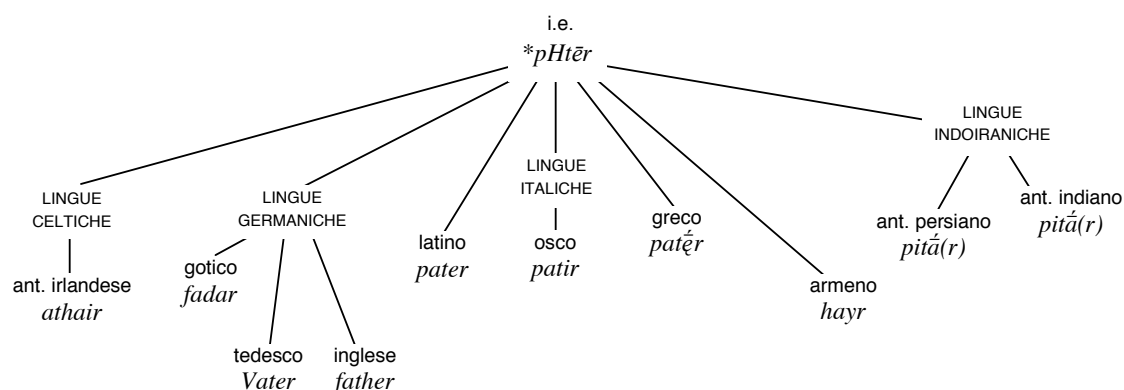 i.e.
*pHtēr
LINGUE
CELTICHE
ant. irlandese
athair
LINGUE
GERMANICHE
gotico
fadar
tedesco
Vater
inglese
father
latino
pater
LINGUE
ITALICHE
osco
patir
greco
patę̄́r
armeno
hayr
LINGUE
INDOIRANICHE
ant. persiano
pitā́(r)
ant. indiano
pitā́(r)